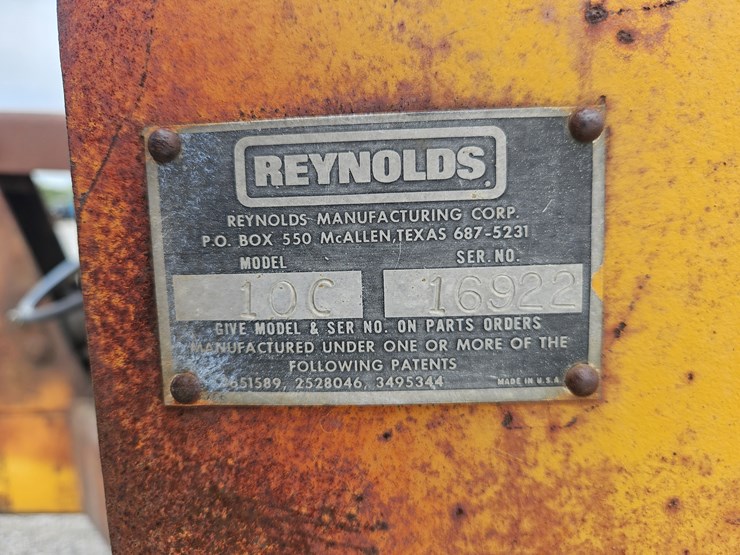 REYNOLDS
REYNOLDS MANUFACTURING CORP.
P.O. BOX 550 McALLEN, TEXAS 687-5231
MODEL SER. NO.
10C 16922
GIVE MODEL & SER NO. ON PARTS ORDERS
MANUFACTURED UNDER ONE OR MORE OF THE
FOLLOWING PATENTS
2528046, 3495344 MADE IN U.S.A.